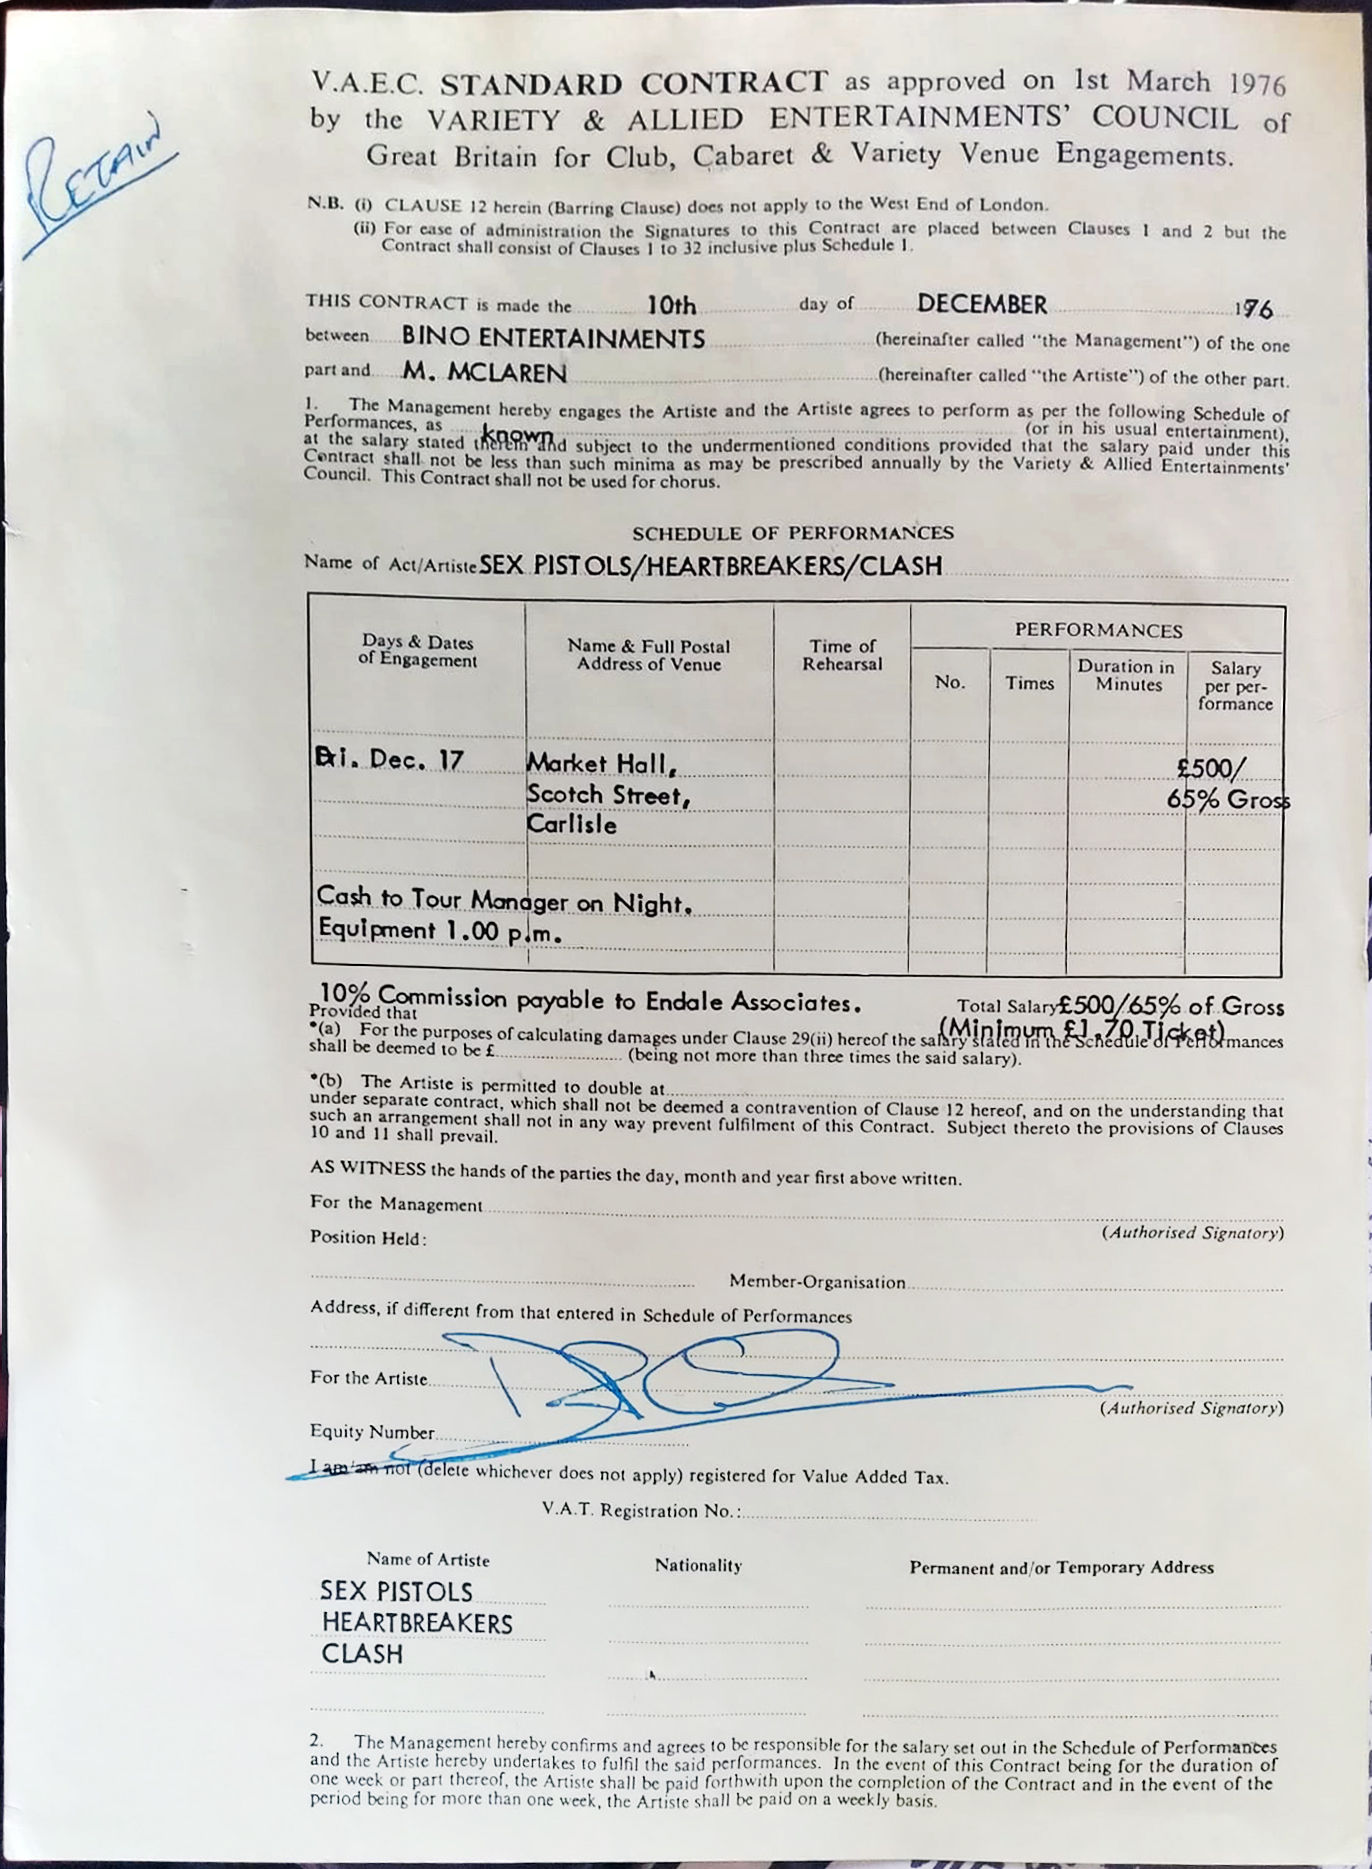 V.A.E.C. STANDARD CONTRACT as approved on 1st March 1976
by the VARIETY & ALLIED ENTERTAINMENTS' COUNCIL of
Great Britain for Club, Cabaret & Variety Venue Engagements.
RETAIN
N.B. (i) CLAUSE 12 herein (Barring Clause) does not apply to the West End of London.
(ii) For ease of administration the Signatures to this Contract are placed between Clauses 1 and 2 but the
Contract shall consist of Clauses 1 to 32 inclusive plus Schedule 1.
THIS CONTRACT is made the 10th day of DECEMBER 1976
between BINO ENTERTAINMENTS (hereinafter called "the Management") of the one
part and M. MCLAREN (hereinafter called "the Artiste") of the other part.
1. The Management hereby engages the Artiste and the Artiste agrees to perform as per the following Schedule of
Performances, as known (or in his usual entertainment),
at the salary stated therein and subject to the undermentioned conditions provided that the salary paid under this
Contract shall not be less than such minima as may be prescribed annually by the Variety & Allied Entertainments'
Council. This Contract shall not be used for chorus.
SCHEDULE OF PERFORMANCES
Name of Act/Artiste SEX PISTOLS/HEARTBREAKERS/CLASH
Days & Dates
of Engagement
Name & Full Postal
Address of Venue
Time of
Rehearsal
PERFORMANCES
No.
Times
Duration in
Minutes
Salary
per per-
formance
Fri. Dec. 17 Market Hall, £500/
Scotch Street, 65% Gross
Carlisle
Cash to Tour Manager on Night.
Equipment 1.00 p.m.
10% Commission payable to Endale Associates. Total Salary £500/65% of Gross
Provided that (Minimum £1.70 Ticket)
*(a) For the purposes of calculating damages under Clause 29(ii) hereof the salary stated in the Schedule of Performances
shall be deemed to be £ (being not more than three times the said salary).
*(b) The Artiste is permitted to double at
under separate contract, which shall not be deemed a contravention of Clause 12 hereof, and on the understanding that
such an arrangement shall not in any way prevent fulfilment of this Contract. Subject thereto the provisions of Clauses
10 and 11 shall prevail.
AS WITNESS the hands of the parties the day, month and year first above written.
For the Management
(Authorised Signatory)
Position Held:
Member-Organisation
Address, if different from that entered in Schedule of Performances
For the Artiste
(Authorised Signatory)
Equity Number
I am/am not (delete whichever does not apply) registered for Value Added Tax.
V.A.T. Registration No.:
Name of Artiste Nationality Permanent and/or Temporary Address
SEX PISTOLS
HEARTBREAKERS
CLASH
2. The Management hereby confirms and agrees to be responsible for the salary set out in the Schedule of Performances
and the Artiste hereby undertakes to fulfil the said performances. In the event of this Contract being for the duration of
one week or part thereof, the Artiste shall be paid forthwith upon the completion of the Contract and in the event of the
period being for more than one week, the Artiste shall be paid on a weekly basis.